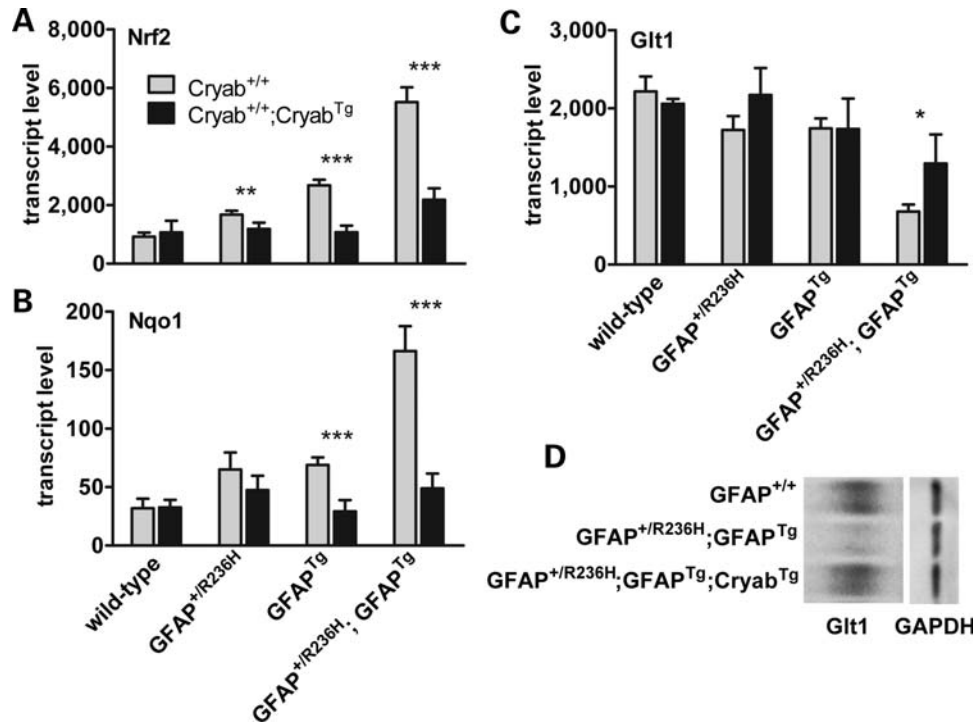 A
Nrf2
transcript level
8,000
6,000
4,000
2,000
0
Cryab+/+
Cryab+/+;CryabTg
**
***
***
B
Nqo1
transcript level
200
150
100
50
0
***
***
wild-type
GFAP+/R236H
GFAPTg
GFAP+/R236H; GFAPTg
C
Glt1
transcript level
3,000
2,000
1,000
0
*
wild-type
GFAP+/R236H
GFAPTg
GFAP+/R236H; GFAPTg
D
GFAP+/+
GFAP+/R236H;GFAPTg
GFAP+/R236H;GFAPTg;CryabTg
Glt1 GAPDH